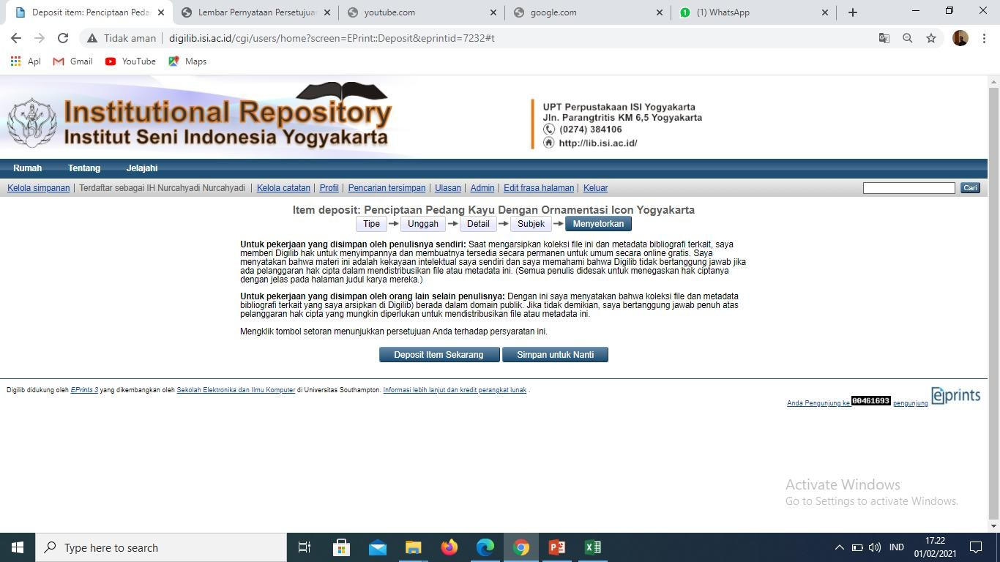 Deposit item: Penciptaan Peda
Lembar Pernyataan Persetujua
youtube.com
google.com
1 (1) WhatsApp
Tidak aman digilib.isi.ac.id/cgi/users/home?screen=EPrint::Deposit&eprintid=7232#t
Apl Gmail YouTube Maps
Institutional Repository
Institut Seni Indonesia Yogyakarta
UPT Perpustakaan ISI Yogyakarta
Jln. Parangtritis KM 6,5 Yogyakarta
(0274) 384106
http://lib.isi.ac.id/
Rumah Tentang Jelajahi
Kelola simpanan | Terdaftar sebagai IH Nurcahyadi Nurcahyadi | Kelola catatan | Profil | Pencarian tersimpan | Ulasan | Admin | Edit frasa halaman | Keluar Cari
Item deposit: Penciptaan Pedang Kayu Dengan Ornamentasi Icon Yogyakarta
Tipe Unggah Detail Subjek Menyetorkan
Untuk pekerjaan yang disimpan oleh penulisnya sendiri: Saat mengarsipkan koleksi file ini dan metadata bibliografi terkait, saya
memberi Digilib hak untuk menyimpannya dan membuatnya tersedia secara permanen untuk umum secara online gratis. Saya
menyatakan bahwa materi ini adalah kekayaan intelektual saya sendiri dan saya memahami bahwa Digilib tidak bertanggung jawab jika
ada pelanggaran hak cipta dalam mendistribusikan file atau metadata ini. (Semua penulis didesak untuk menegaskan hak ciptanya
dengan jelas pada halaman judul karya mereka.)
Untuk pekerjaan yang disimpan oleh orang lain selain penulisnya: Dengan ini saya menyatakan bahwa koleksi file dan metadata
bibliografi terkait yang saya arsipkan di Digilib) berada dalam domain publik. Jika tidak demikian, saya bertanggung jawab penuh atas
pelanggaran hak cipta yang mungkin diperlukan untuk mendistribusikan file atau metadata ini.
Mengklik tombol setoran menunjukkan persetujuan Anda terhadap persyaratan ini.
Deposit Item Sekarang Simpan untuk Nanti
Digilib didukung oleh EPrints 3 yang dikembangkan oleh Sekolah Elektronika dan Ilmu Komputer di Universitas Southampton. Informasi lebih lanjut dan kredit perangkat lunak .
Anda Pengunjung ke 00461693 pengunjung eprints
Activate Windows
Go to Settings to activate Windows.
Type here to search
IND
17.22
01/02/2021